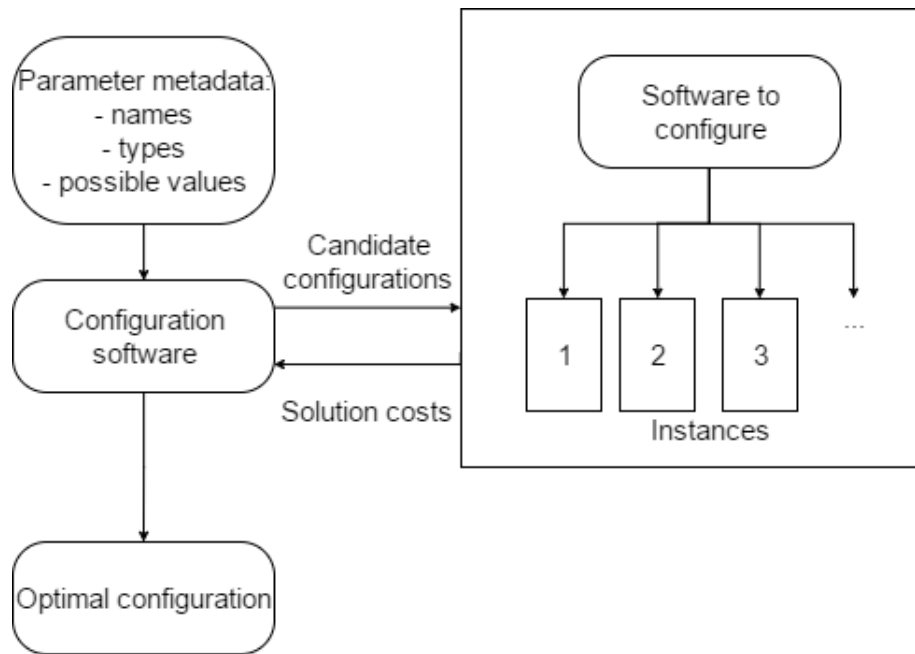 Parameter metadata:
- names
- types
- possible values
Software to
configure
Candidate
configurations
Configuration
software
Solution costs
1
2
3
...
Instances
Optimal configuration